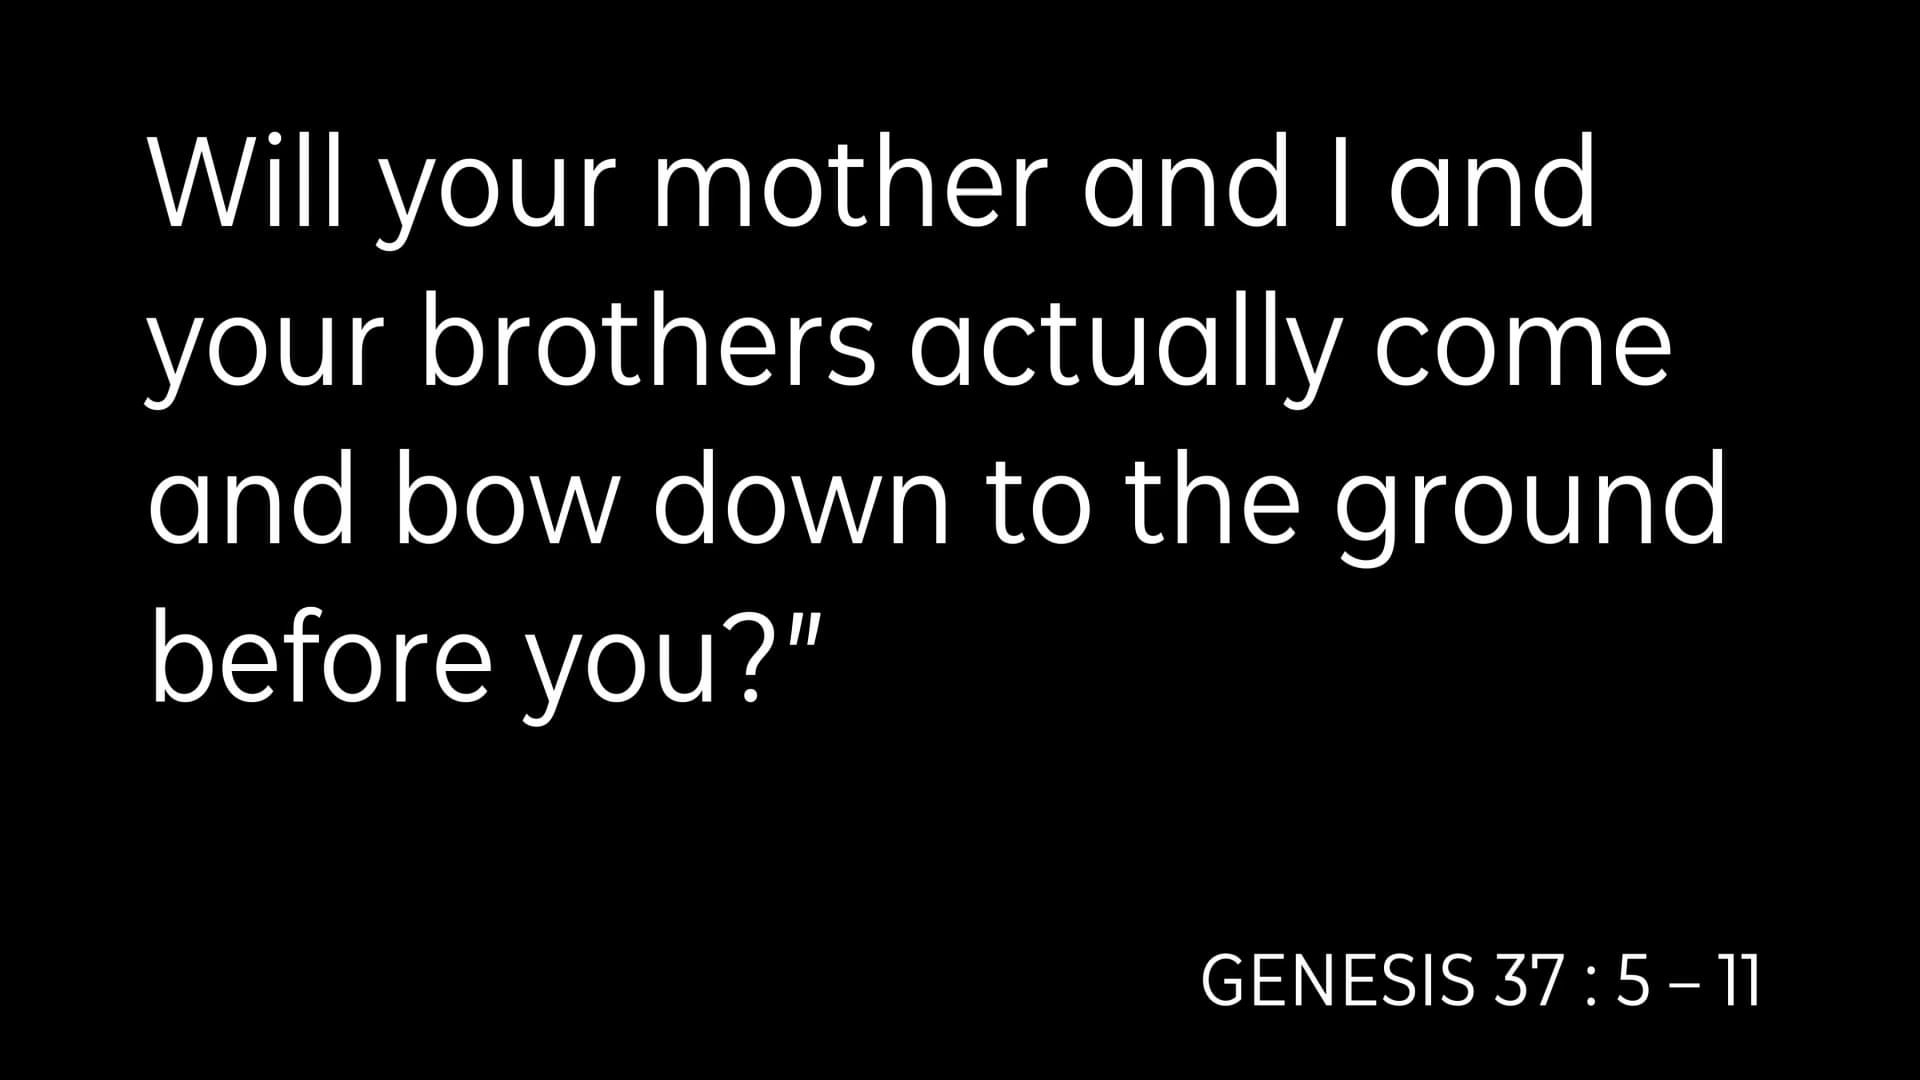 Will your mother and I and
your brothers actually come
and bow down to the ground
before you?"
GENESIS 37 : 5 – 11